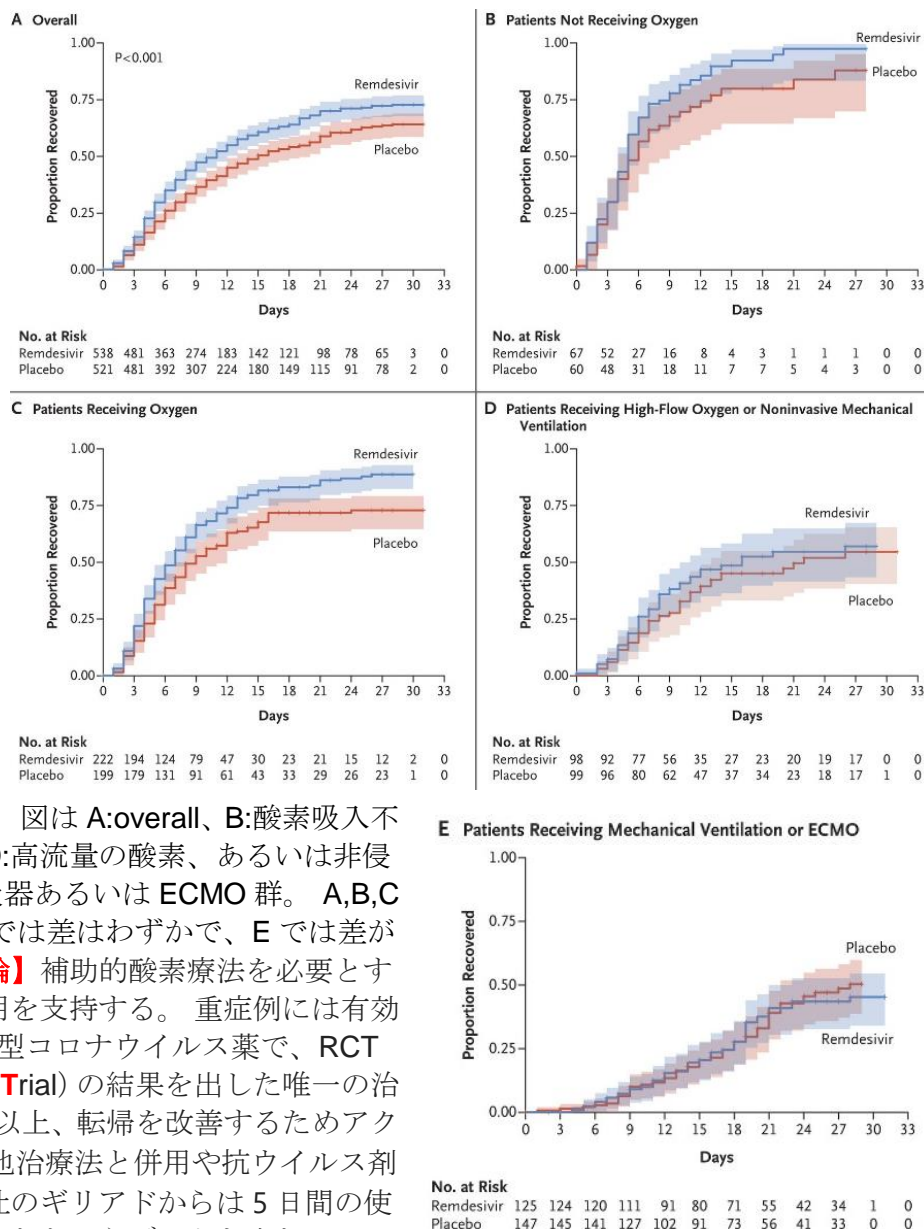 A Overall
P<0.001
1.00
0.75
0.50
0.25
0.00
Proportion Recovered
Remdesivir
Placebo
0 3 6 9 12 15 18 21 24 27 30 33
Days
No. at Risk
Remdesivir 538 481 363 274 183 142 121 98 78 65 3 0
Placebo 521 481 392 307 224 180 149 115 91 78 2 0
B Patients Not Receiving Oxygen
1.00
0.75
0.50
0.25
0.00
Proportion Recovered
Remdesivir
Placebo
0 3 6 9 12 15 18 21 24 27 30 33
Days
No. at Risk
Remdesivir 67 52 27 16 8 4 3 1 1 1 0 0
Placebo 60 48 31 18 11 7 7 5 4 3 0 0
C Patients Receiving Oxygen
1.00
0.75
0.50
0.25
0.00
Proportion Recovered
Remdesivir
Placebo
0 3 6 9 12 15 18 21 24 27 30 33
Days
No. at Risk
Remdesivir 222 194 124 79 47 30 23 21 15 12 2 0
Placebo 199 179 131 91 61 43 33 29 26 23 1 0
D Patients Receiving High-Flow Oxygen or Noninvasive Mechanical
Ventilation
1.00
0.75
0.50
0.25
0.00
Proportion Recovered
Remdesivir
Placebo
0 3 6 9 12 15 18 21 24 27 30 33
Days
No. at Risk
Remdesivir 98 92 77 56 35 27 23 20 19 17 0 0
Placebo 99 96 80 62 47 37 34 23 18 17 1 0
図は A:overall、B:酸素吸入不
:高流量の酸素、あるいは非侵
器あるいは ECMO 群。 A,B,C
では差はわずかで、E では差が
】補助的酸素療法を必要とす
用を支持する。 重症例には有効
型コロナウイルス薬で、RCT
Trial）の結果を出した唯一の治
以上、転帰を改善するためアク
他治療法と併用や抗ウイルス剤
社のギリアドからは 5 日間の使
E Patients Receiving Mechanical Ventilation or ECMO
1.00
0.75
0.50
0.25
0.00
Proportion Recovered
Placebo
Remdesivir
0 3 6 9 12 15 18 21 24 27 30 33
Days
No. at Risk
Remdesivir 125 124 120 111 91 80 71 55 42 34 1 0
Placebo 147 145 141 127 102 91 73 56 41 33 0 0